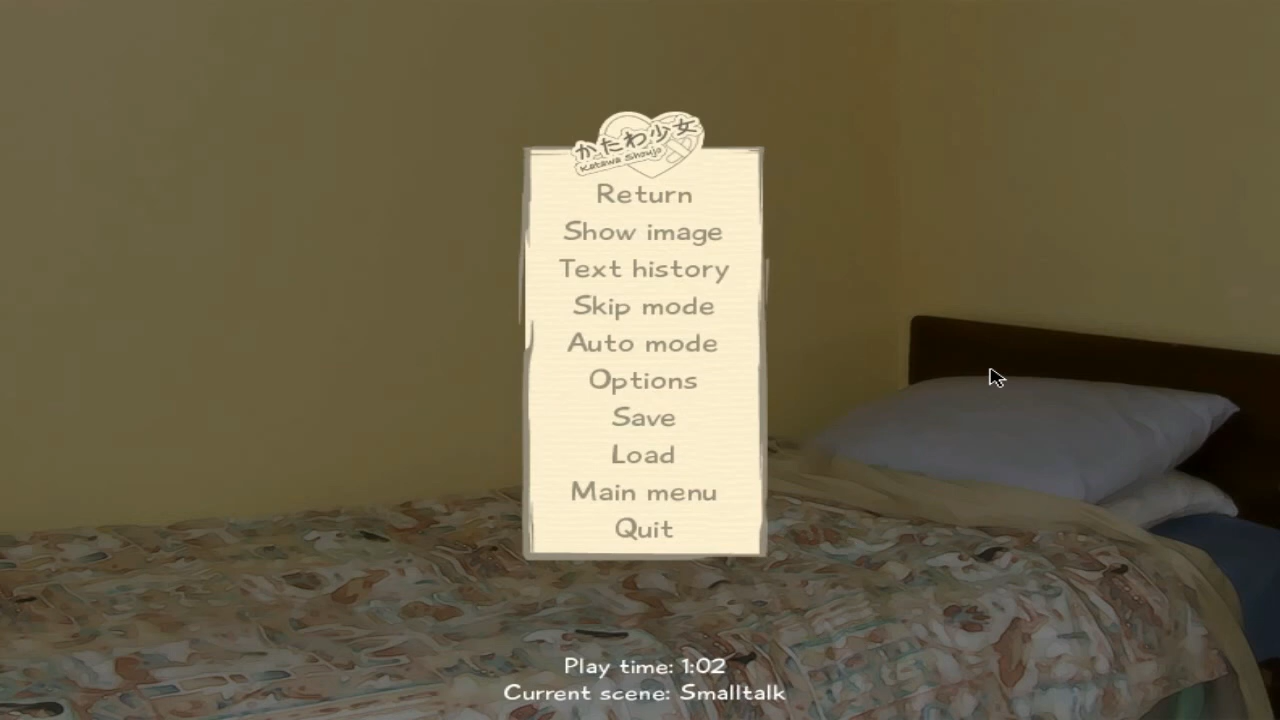 かたわ少女
Katawa Shoujo
Return
Show image
Text history
Skip mode
Auto mode
Options
Save
Load
Main menu
Quit
Play time: 1:02
Current scene: Smalltalk